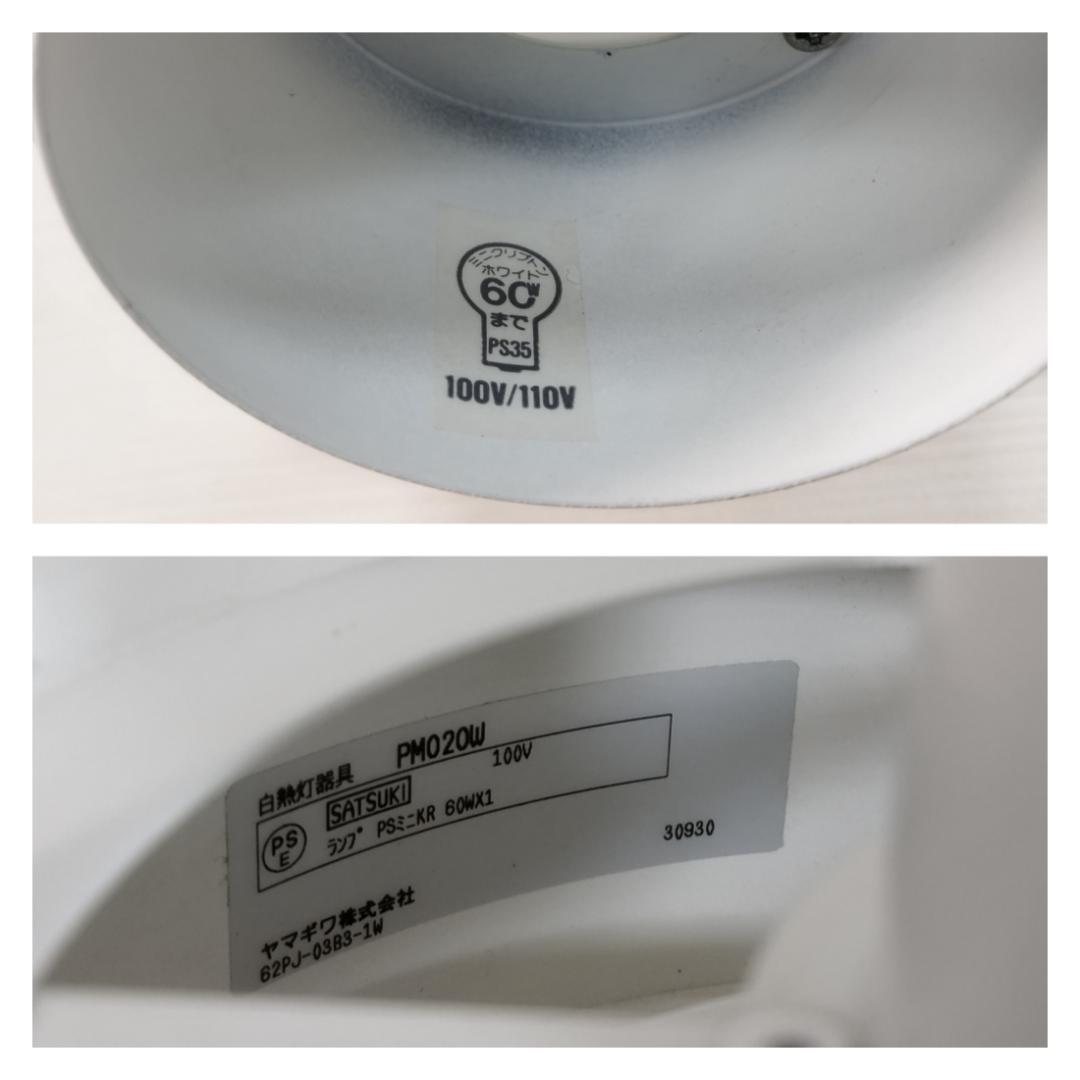 ミニクリプトン
ホワイト
60W
まで
PS35
100V/110V
白熱灯器具 PM020W
SATSUKI 100V
PS
E
ランプ PSミニKR 60WX1
30930
ヤマギワ株式会社
62PJ-03B3-1W